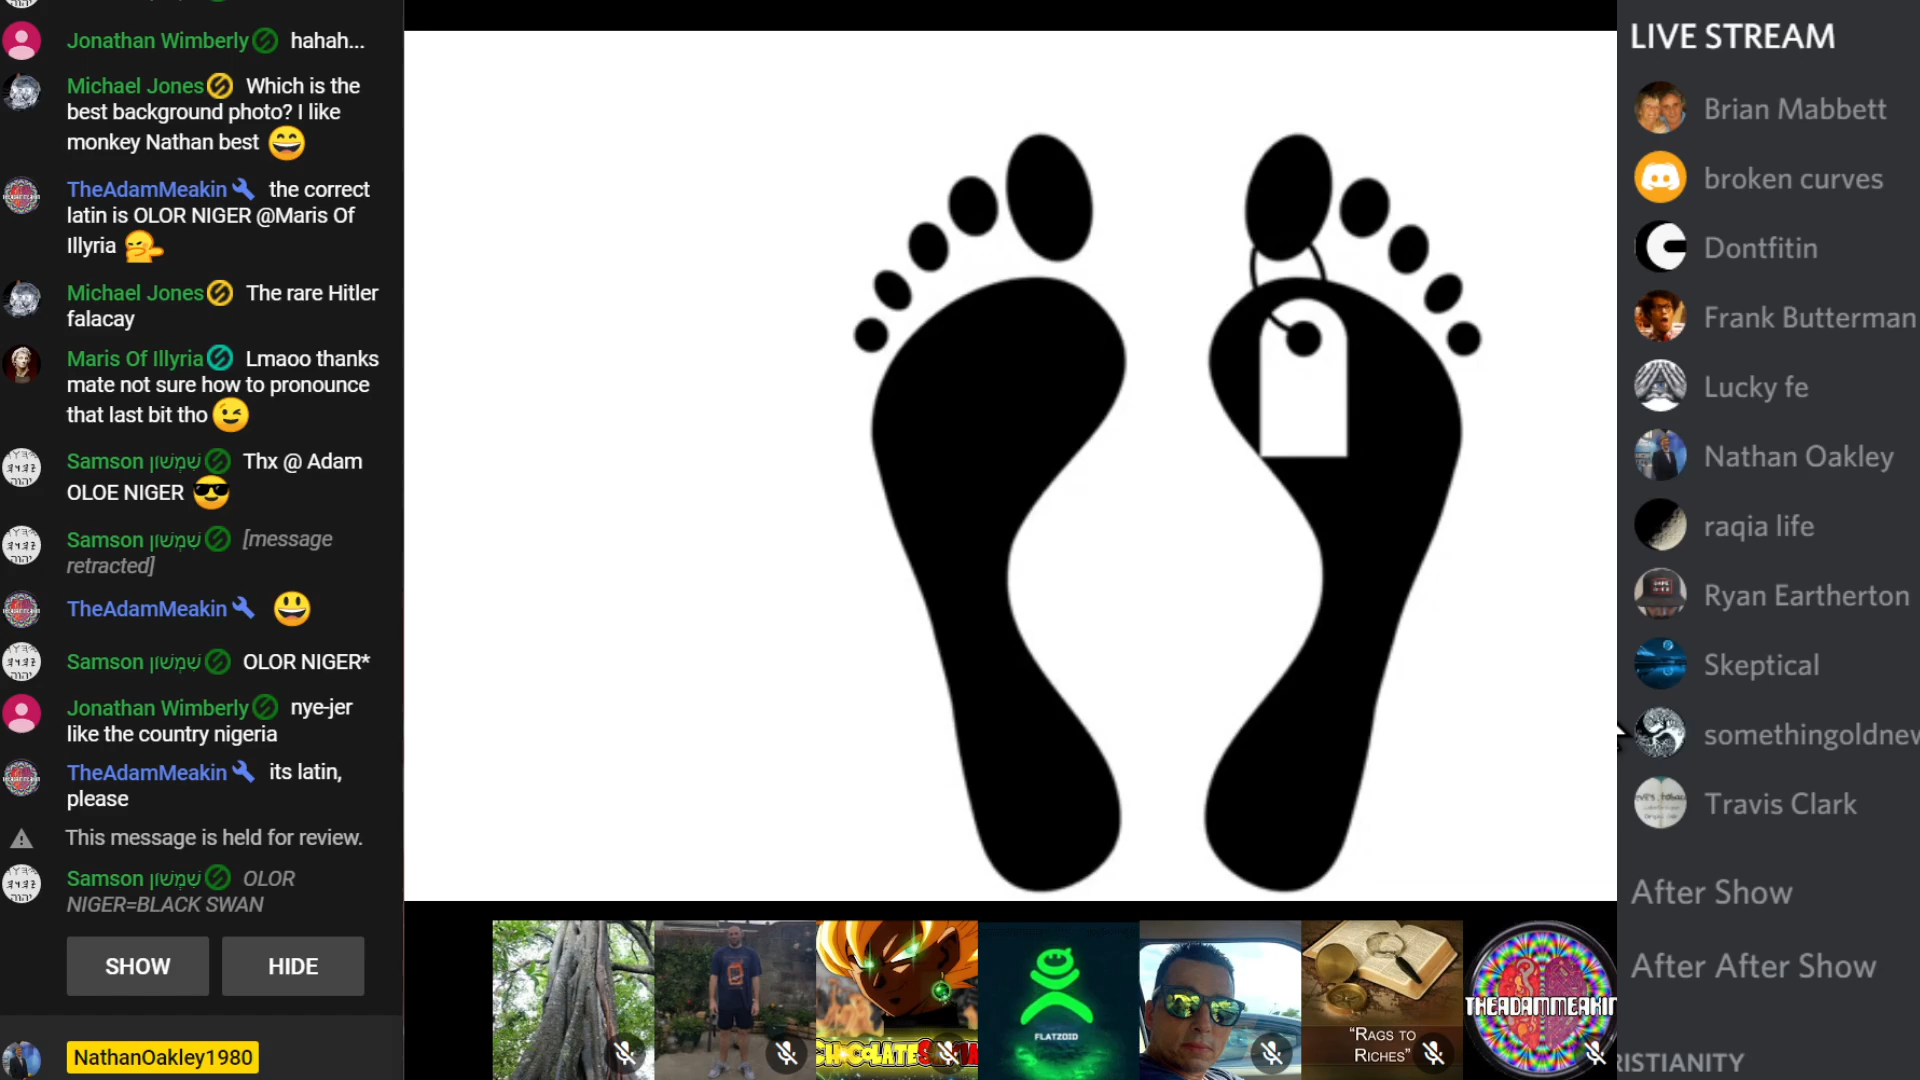 Jonathan Wimberly hahah...
Michael Jones Which is the
best background photo? I like
monkey Nathan best
TheAdamMeakin the correct
latin is OLOR NIGER @Maris Of
Illyria
Michael Jones The rare Hitler
falacay
Maris Of Illyria Lmaoo thanks
mate not sure how to pronounce
that last bit tho
Samson שִׁמְשׁוֹן Thx @ Adam
OLOE NIGER
Samson שִׁמְשׁוֹן [message
retracted]
TheAdamMeakin
Samson שִׁמְשׁוֹן OLOR NIGER*
Jonathan Wimberly nye-jer
like the country nigeria
TheAdamMeakin its latin,
please
This message is held for review.
Samson שִׁמְשׁוֹן OLOR
NIGER=BLACK SWAN
SHOW HIDE
NathanOakley1980
FLATZOID
"RAGS TO
RICHES"
THEADAMMEAKIN
LIVE STREAM
Brian Mabbett
broken curves
Dontfitin
Frank Butterman
Lucky fe
Nathan Oakley
raqia life
Ryan Eartherton
Skeptical
somethingoldnew
Travis Clark
After Show
After After Show
RISTIANITY